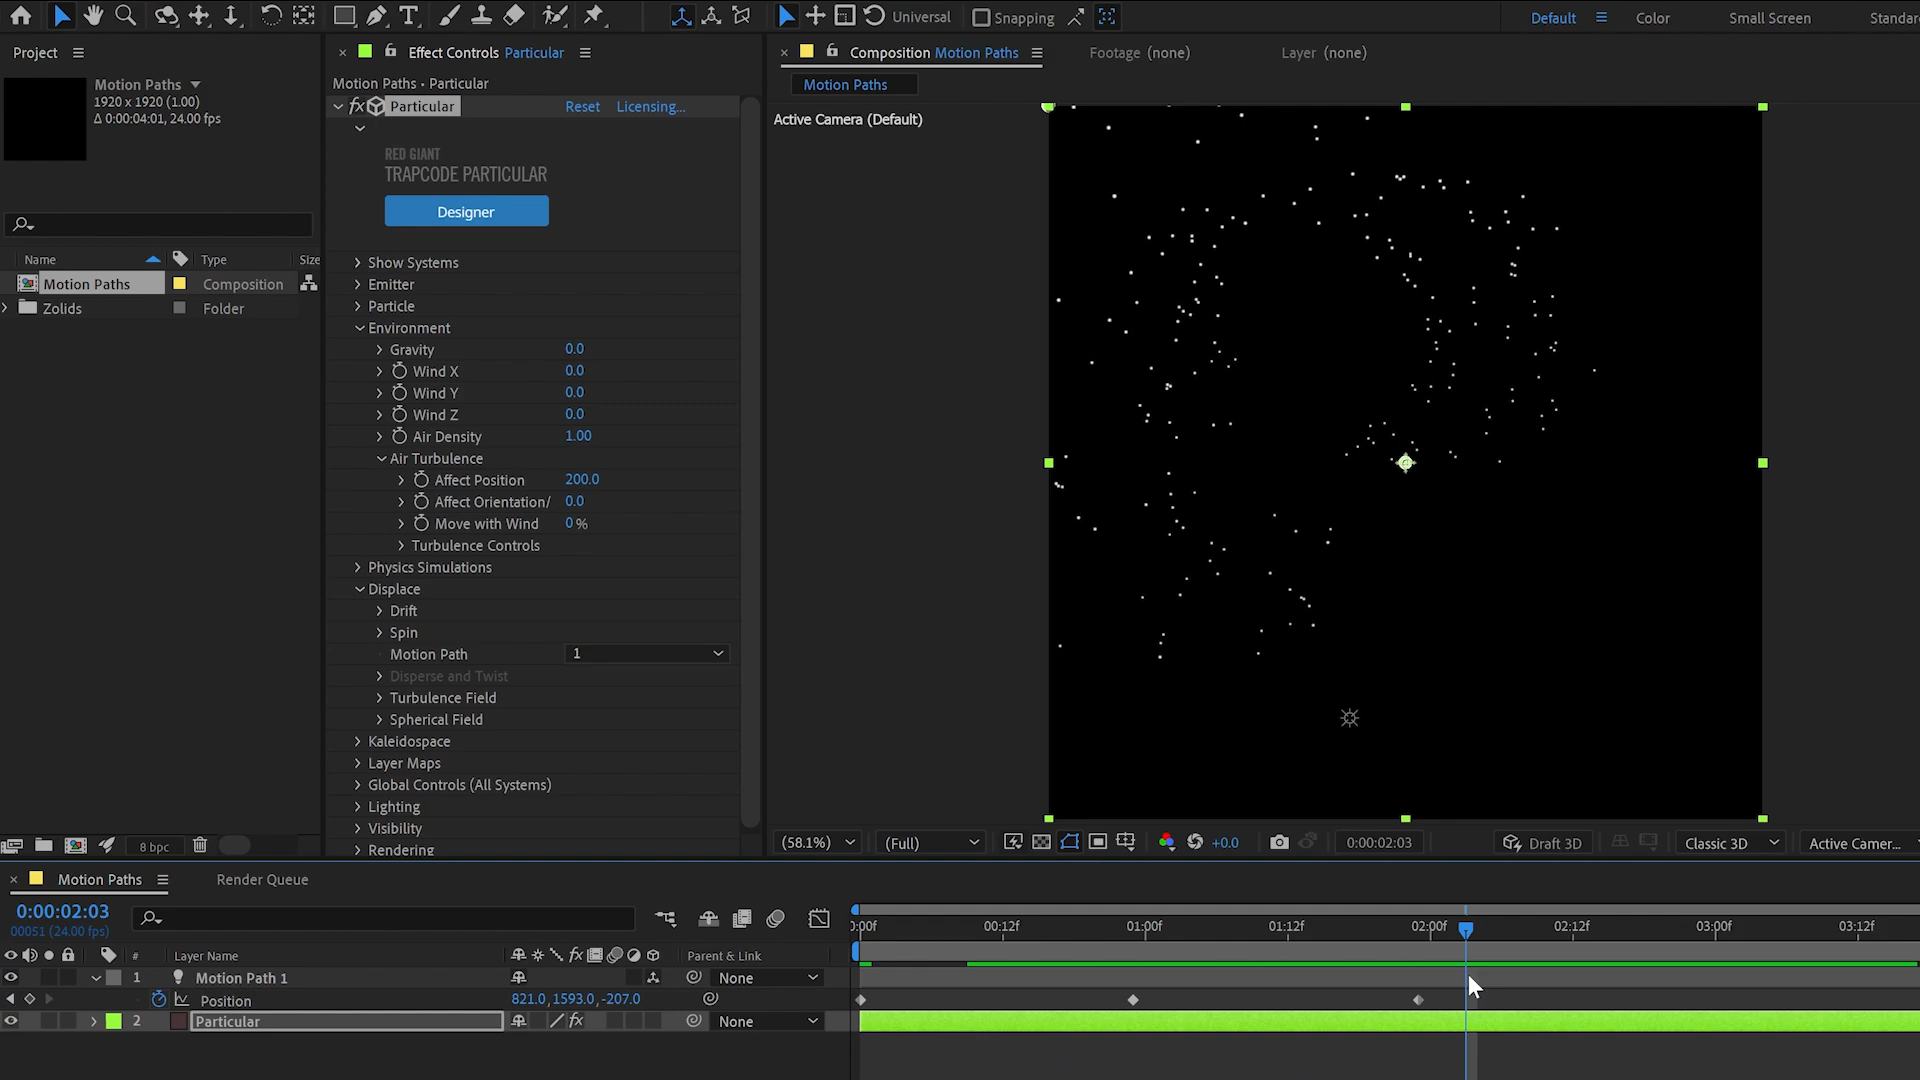 Universal
Snapping
Default
Color
Small Screen
Standar
Project
Effect Controls Particular
Composition Motion Paths
Footage (none)
Layer (none)
Motion Paths
1920 x 1920 (1.00)
Δ 0:00:04:01, 24.00 fps
Motion Paths • Particular
fx Particular
Reset
Licensing...
Motion Paths
Active Camera (Default)
RED GIANT
TRAPCODE PARTICULAR
Designer
Name
Type
Size
Motion Paths
Composition
Zolids
Folder
Show Systems
Emitter
Particle
Environment
Gravity 0.0
Wind X 0.0
Wind Y 0.0
Wind Z 0.0
Air Density 1.00
Air Turbulence
Affect Position 200.0
Affect Orientation/ 0.0
Move with Wind 0%
Turbulence Controls
Physics Simulations
Displace
Drift
Spin
Motion Path 1
Disperse and Twist
Turbulence Field
Spherical Field
Kaleidospace
Layer Maps
Global Controls (All Systems)
Lighting
Visibility
Rendering
8 bpc
(58.1%)
(Full)
+0.0
0:00:02:03
Draft 3D
Classic 3D
Active Camer...
Motion Paths
Render Queue
0:00:02:03
00051 (24.00 fps)
0:00f
00:12f
01:00f
01:12f
02:00f
02:12f
03:00f
03:12f
#
Layer Name
fx
Parent & Link
1 Motion Path 1
None
Position
821.0, 1593.0, -207.0
2 Particular
fx
None